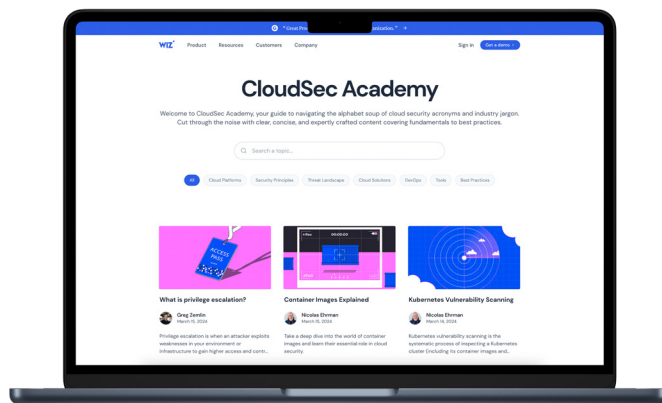 " Great Pro
WIZ
Product Resources Customers Company Sign in Get a demo
CloudSec Academy
Welcome to CloudSec Academy, your guide to navigating the alphabet soup of cloud security acronyms and industry jargon.
Cut through the noise with clear, concise, and expertly crafted content covering fundamentals to best practices.
Search a topic...
All Cloud Platforms Security Principles Threat Landscape Cloud Solutions DevOps Tools Best Practices
ACCESS
PASS
00:00:00
What is privilege escalation?
Greg Zemlin
March 15, 2024
Privilege escalation is when an attacker exploits
weaknesses in your environment or
infrastructure to gain higher access and contr...
Container Images Explained
Nicolas Ehrman
March 15, 2024
Take a deep dive into the world of container
images and learn their essential role in cloud
security.
Kubernetes Vulnerability Scanning
Nicolas Ehrman
March 14, 2024
Kubernetes vulnerability scanning is the
systematic process of inspecting a Kubernetes
cluster (including its container images and...